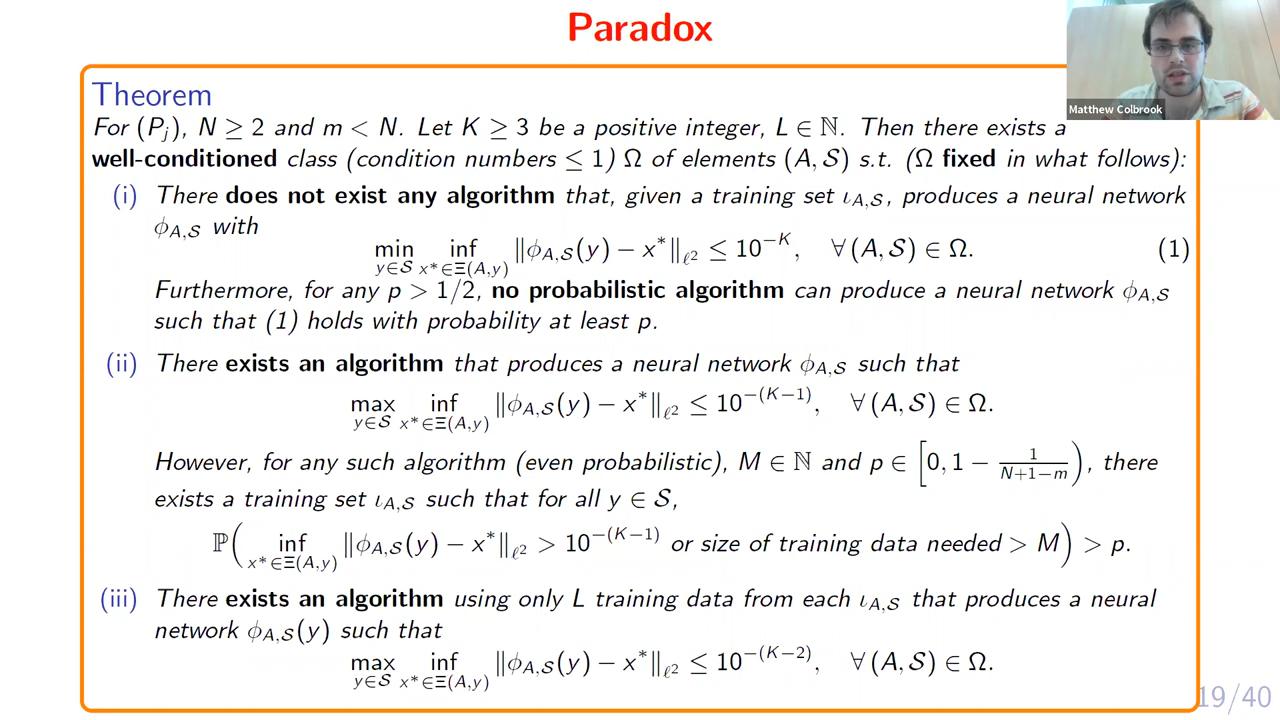 Paradox
Matthew Colbrook
Theorem
For (P_j), N ≥ 2 and m < N. Let K ≥ 3 be a positive integer, L ∈ ℕ. Then there exists a
well-conditioned class (condition numbers ≤ 1) Ω of elements (A, 𝒮) s.t. (Ω fixed in what follows):
(i) There does not exist any algorithm that, given a training set ι_{A,𝒮}, produces a neural network
ϕ_{A,𝒮} with
min_{y∈𝒮} inf_{x*∈Ξ(A,y)} ‖ϕ_{A,𝒮}(y) − x*‖_{ℓ²} ≤ 10^{−K}, ∀ (A, 𝒮) ∈ Ω. (1)
Furthermore, for any p > 1/2, no probabilistic algorithm can produce a neural network ϕ_{A,𝒮}
such that (1) holds with probability at least p.
(ii) There exists an algorithm that produces a neural network ϕ_{A,𝒮} such that
max_{y∈𝒮} inf_{x*∈Ξ(A,y)} ‖ϕ_{A,𝒮}(y) − x*‖_{ℓ²} ≤ 10^{−(K−1)}, ∀ (A, 𝒮) ∈ Ω.
However, for any such algorithm (even probabilistic), M ∈ ℕ and p ∈ [0, 1 − 1/(N+1−m)), there
exists a training set ι_{A,𝒮} such that for all y ∈ 𝒮,
ℙ(inf_{x*∈Ξ(A,y)} ‖ϕ_{A,𝒮}(y) − x*‖_{ℓ²} > 10^{−(K−1)} or size of training data needed > M) > p.
(iii) There exists an algorithm using only L training data from each ι_{A,𝒮} that produces a neural
network ϕ_{A,𝒮}(y) such that
max_{y∈𝒮} inf_{x*∈Ξ(A,y)} ‖ϕ_{A,𝒮}(y) − x*‖_{ℓ²} ≤ 10^{−(K−2)}, ∀ (A, 𝒮) ∈ Ω.
19/40